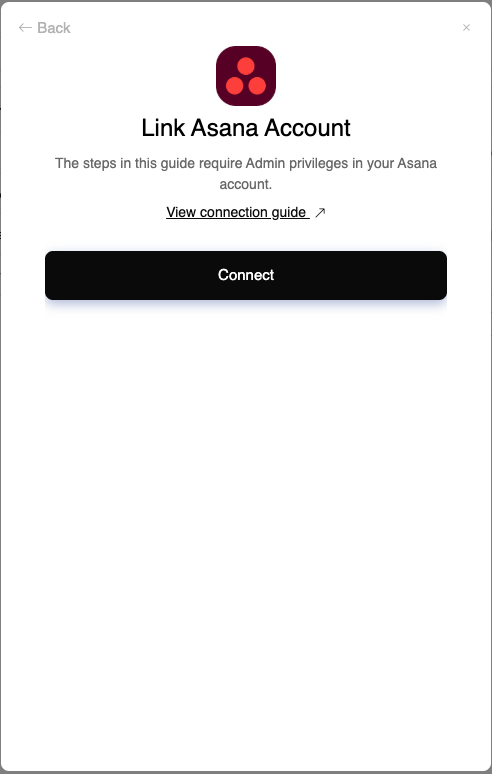 ← Back
×
Link Asana Account
The steps in this guide require Admin privileges in your Asana
account.
View connection guide ↗
Connect